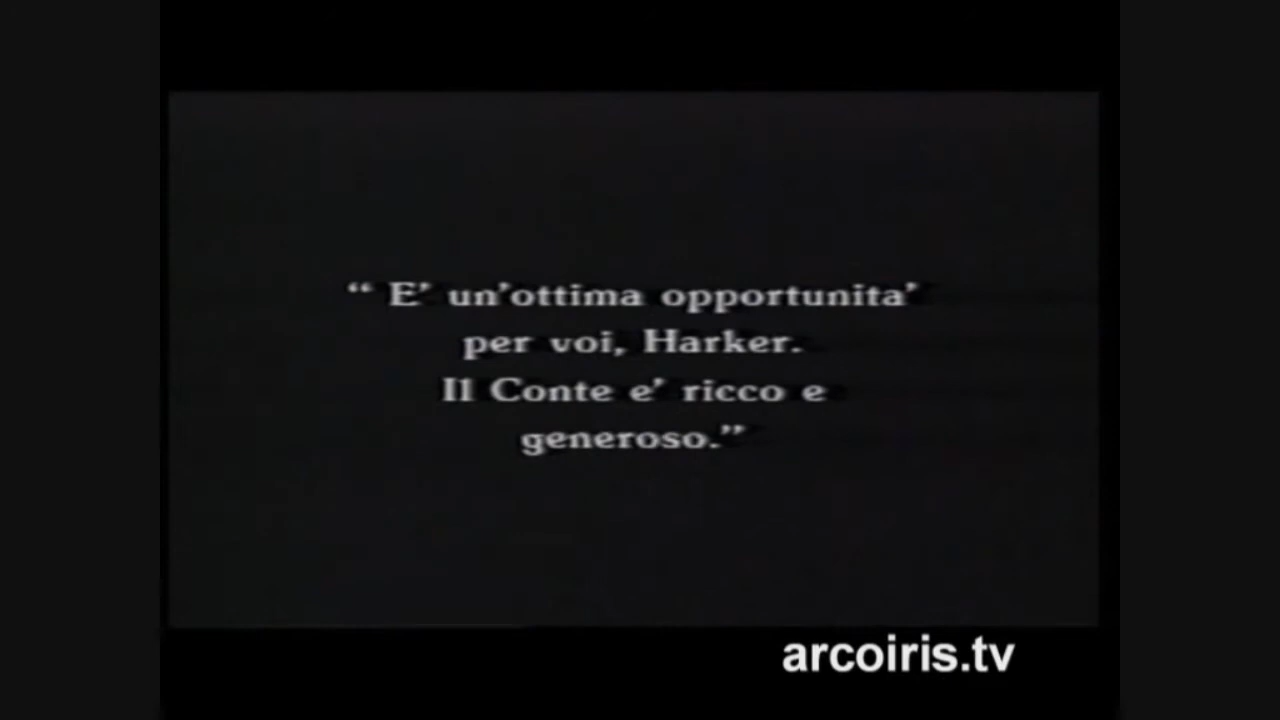 “ E’ un’ottima opportunita’
per voi, Harker.
Il Conte e’ ricco e
generoso.”
arcoiris.tv